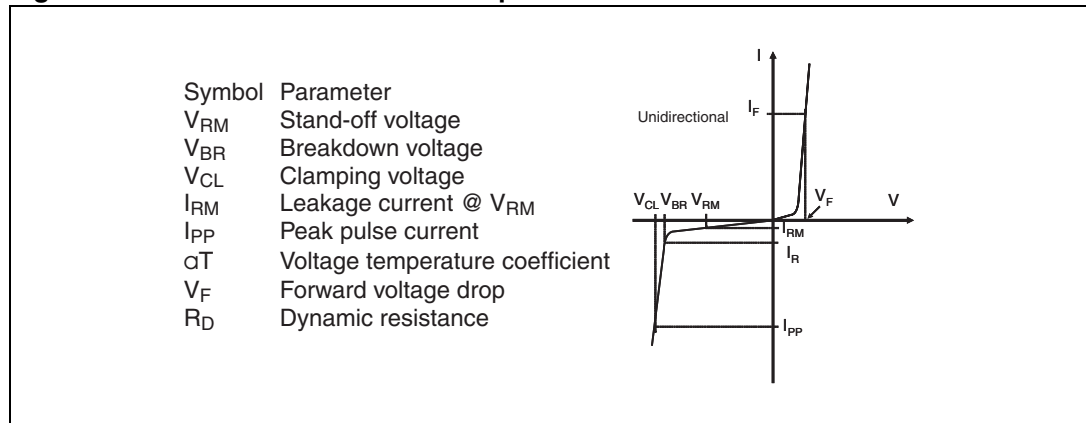 Symbol Parameter
VRM Stand-off voltage
VBR Breakdown voltage
VCL Clamping voltage
IRM Leakage current @ VRM
IPP Peak pulse current
αT Voltage temperature coefficient
VF Forward voltage drop
RD Dynamic resistance
I
IF
Unidirectional
VCL VBR VRM
VF
V
IRM
IR
IPP